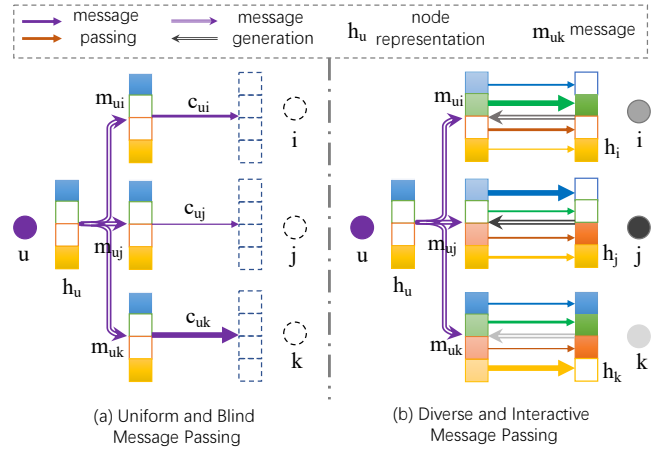 message passing
message generation
h_u node representation
m_uk message
m_ui
c_ui
i
u
h_u
m_uj
c_uj
j
m_uk
c_uk
k
(a) Uniform and Blind
Message Passing
m_ui
h_i
i
u
h_u
m_uj
h_j
j
m_uk
h_k
k
(b) Diverse and Interactive
Message Passing